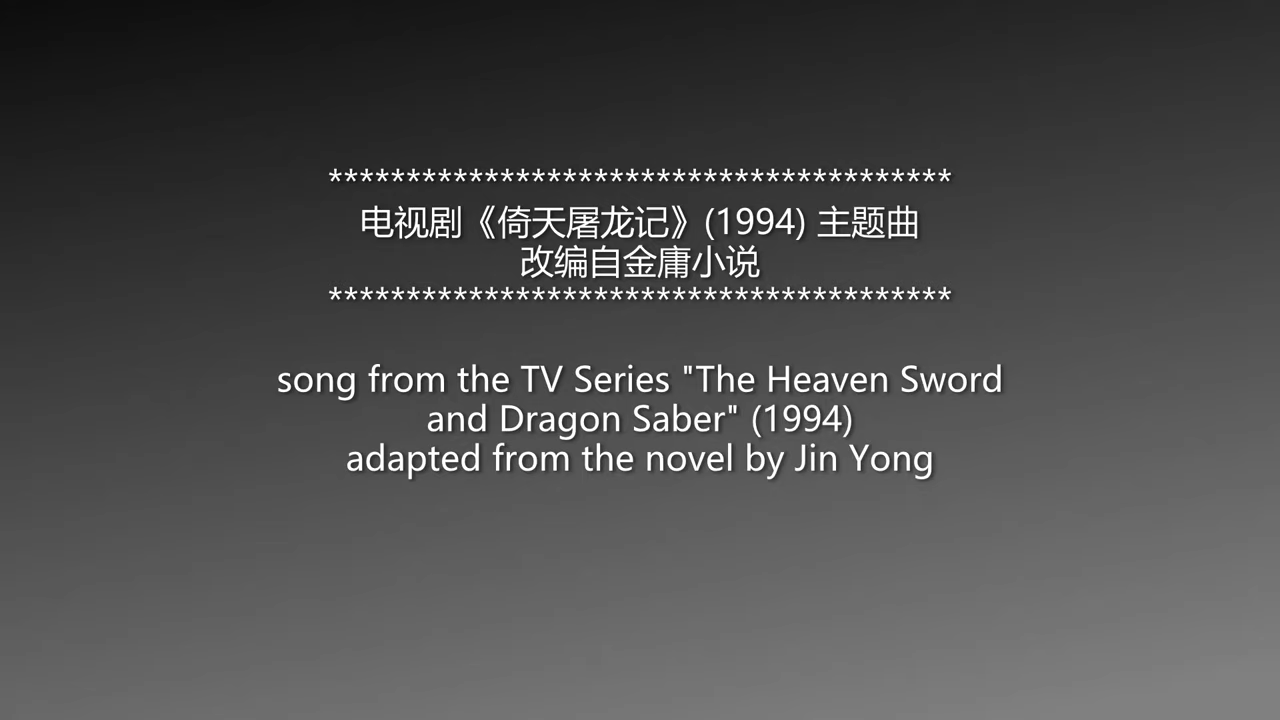 ****************************************
电视剧《倚天屠龙记》(1994) 主题曲
改编自金庸小说
****************************************
song from the TV Series "The Heaven Sword
and Dragon Saber" (1994)
adapted from the novel by Jin Yong